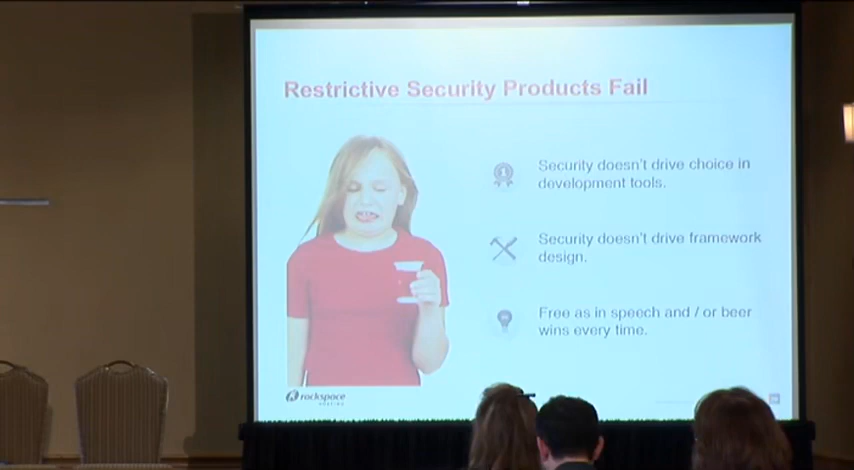 Restrictive Security Products Fail
Security doesn't drive choice in
development tools.
Security doesn't drive framework
design.
Free as in speech and / or beer
wins every time.
rackspace
HOSTING